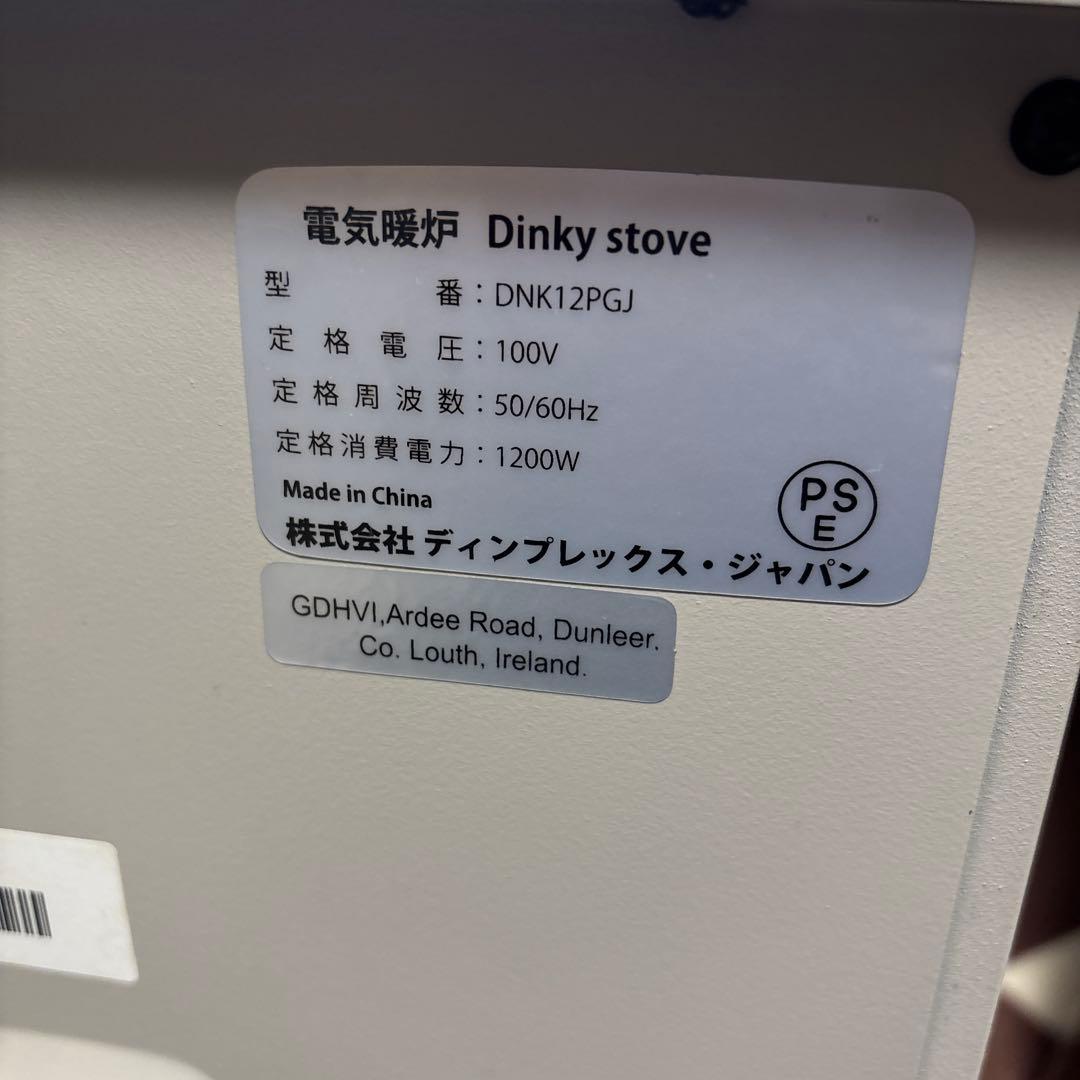 電気暖炉 Dinky stove
型番：DNK12PGJ
定格電圧：100V
定格周波数：50/60Hz
定格消費電力：1200W
Made in China
PS
E
株式会社 ディンプレックス・ジャパン
GDHVI,Ardee Road, Dunleer,
Co. Louth, Ireland.